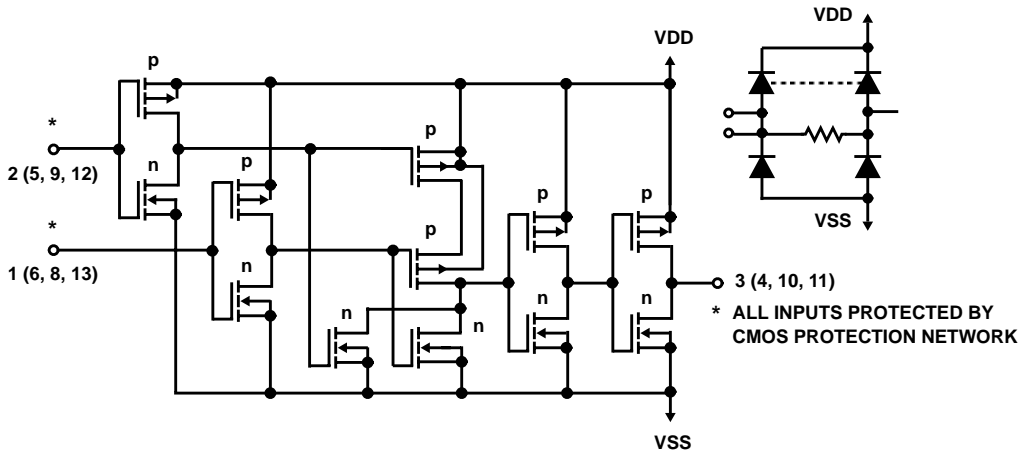 VDD
VDD
p
*
n
2 (5, 9, 12)
p
p
*
1 (6, 8, 13)
n
p
p
p
n
n
n
n
3 (4, 10, 11)
* ALL INPUTS PROTECTED BY
CMOS PROTECTION NETWORK
VSS
VSS